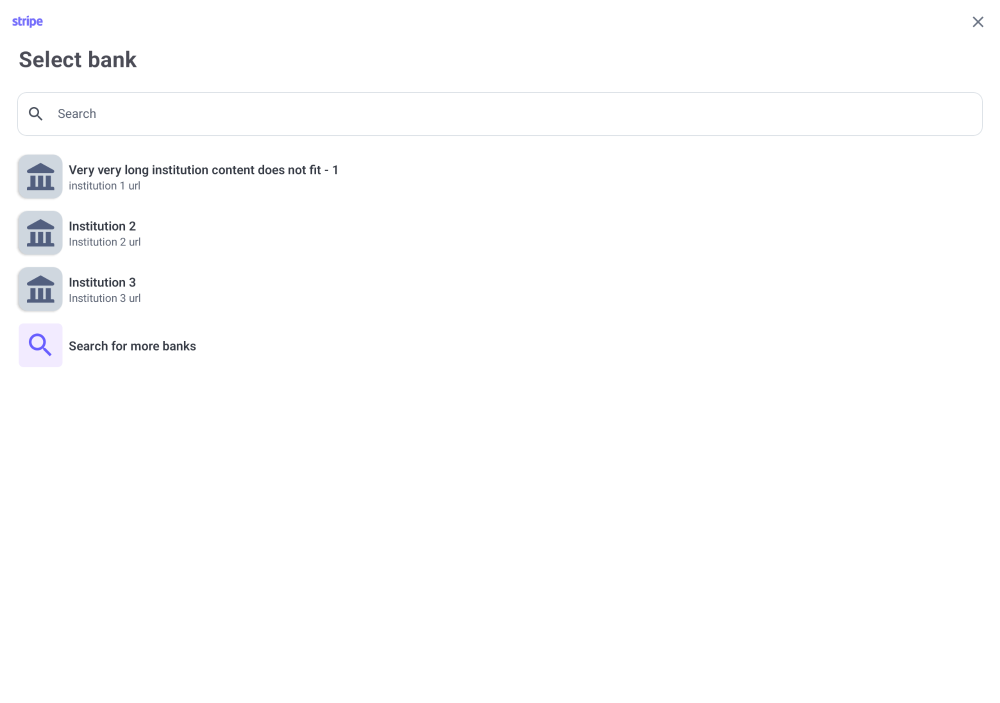 stripe
Select bank
Search
Very very long institution content does not fit - 1
institution 1 url
Institution 2
Institution 2 url
Institution 3
Institution 3 url
Search for more banks